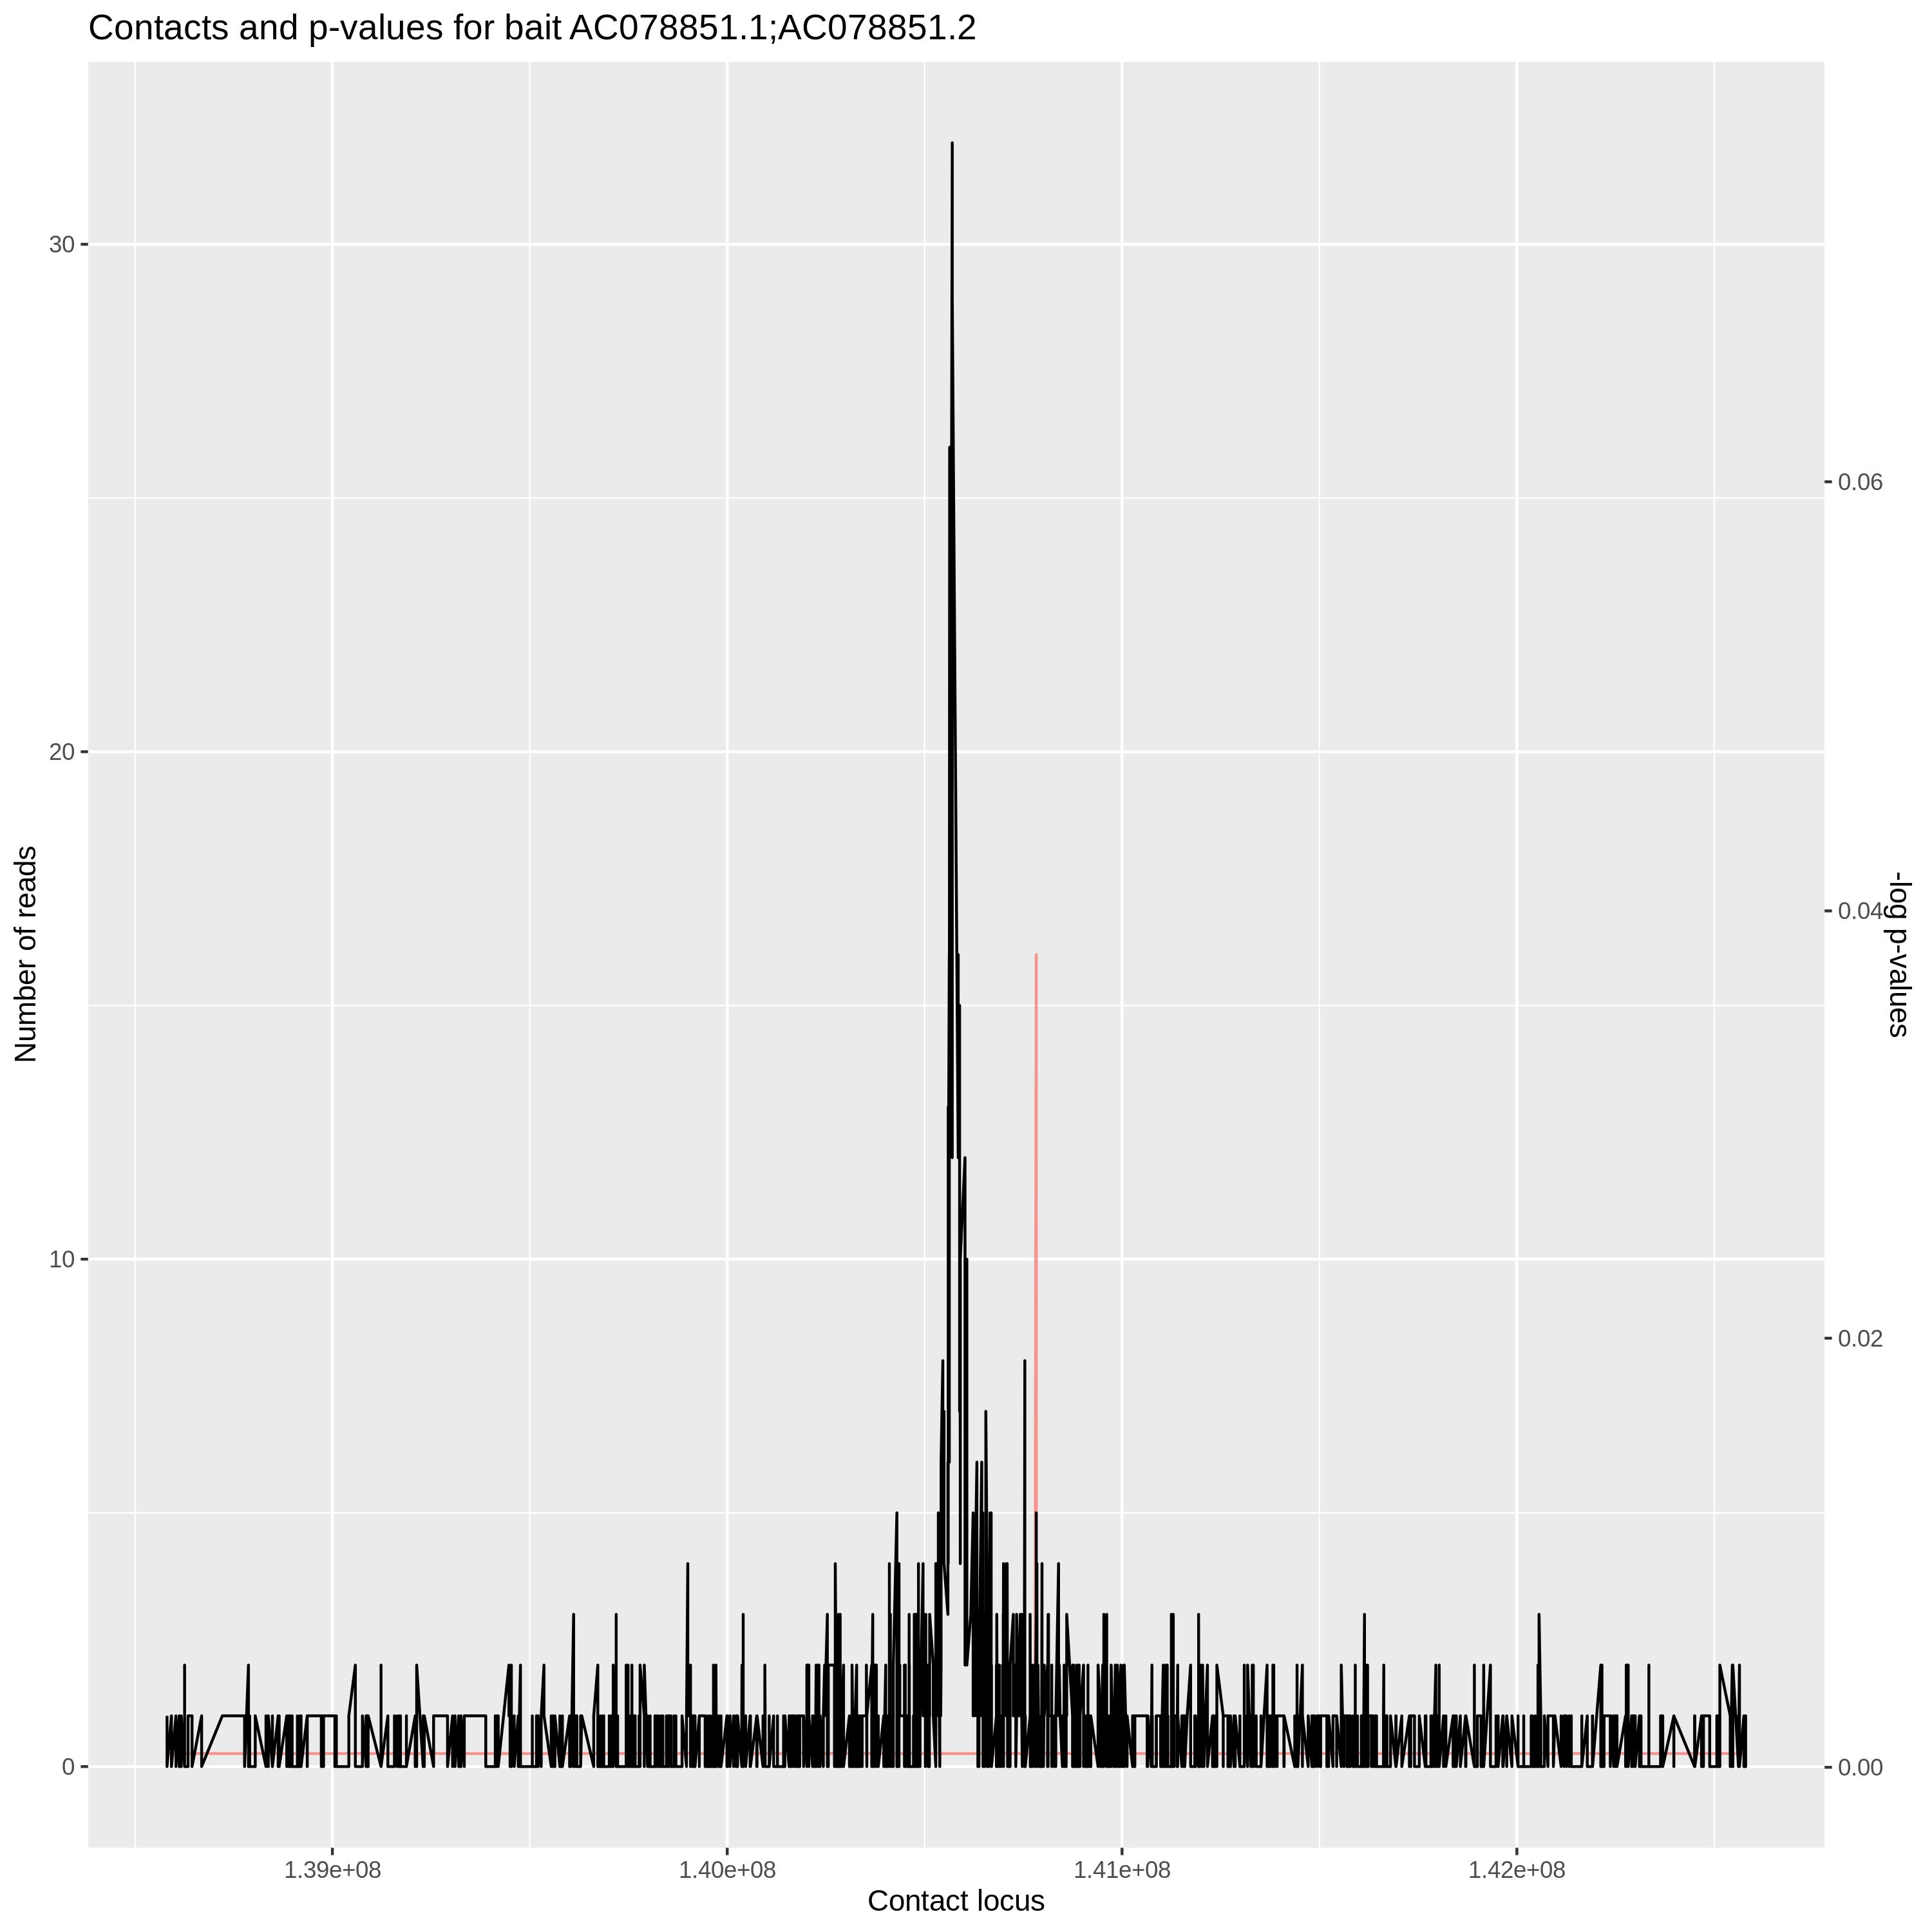 Contacts and p-values for bait AC078851.1;AC078851.2
Number of reads
30
20
10
0
0.06
0.04
0.02
0.00
-log p-values
1.39e+08
1.40e+08
1.41e+08
1.42e+08
Contact locus